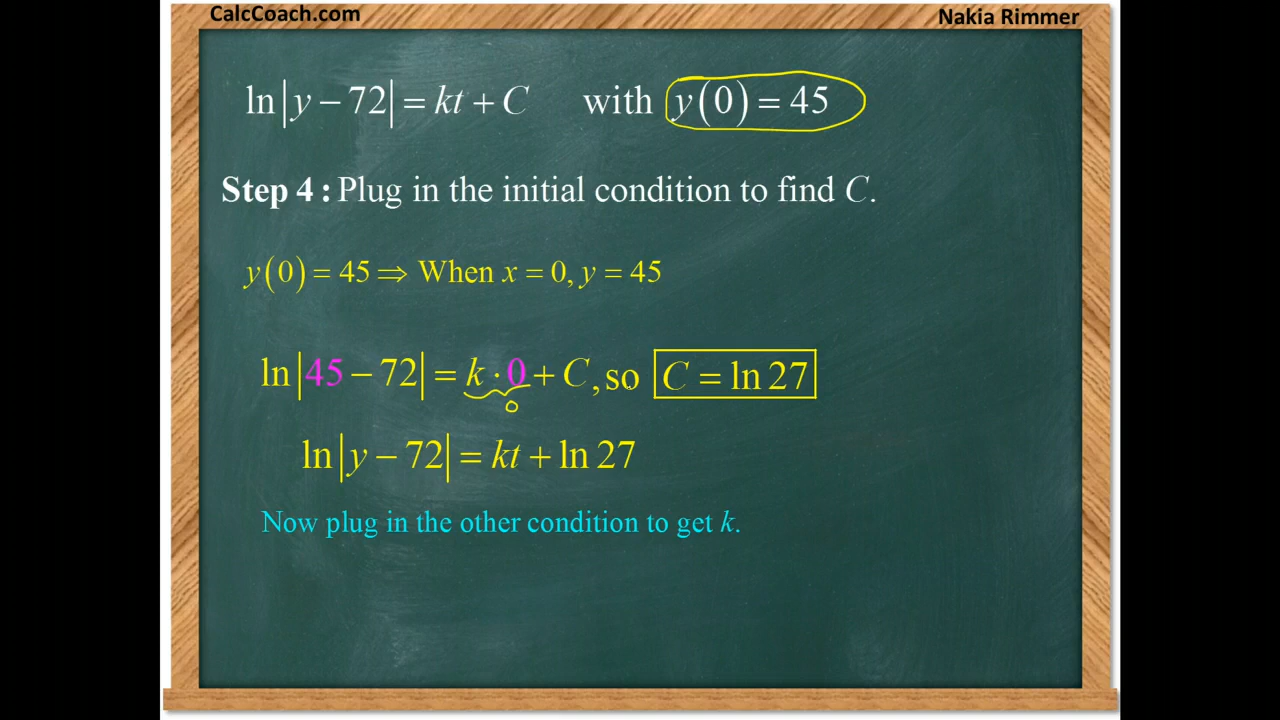 CalcCoach.com
Nakia Rimmer
ln|y − 72| = kt + C with y(0) = 45
Step 4 : Plug in the initial condition to find C.
y(0) = 45 ⇒ When x = 0, y = 45
ln|45 − 72| = k · 0 + C, so C = ln 27
0
ln|y − 72| = kt + ln 27
Now plug in the other condition to get k.